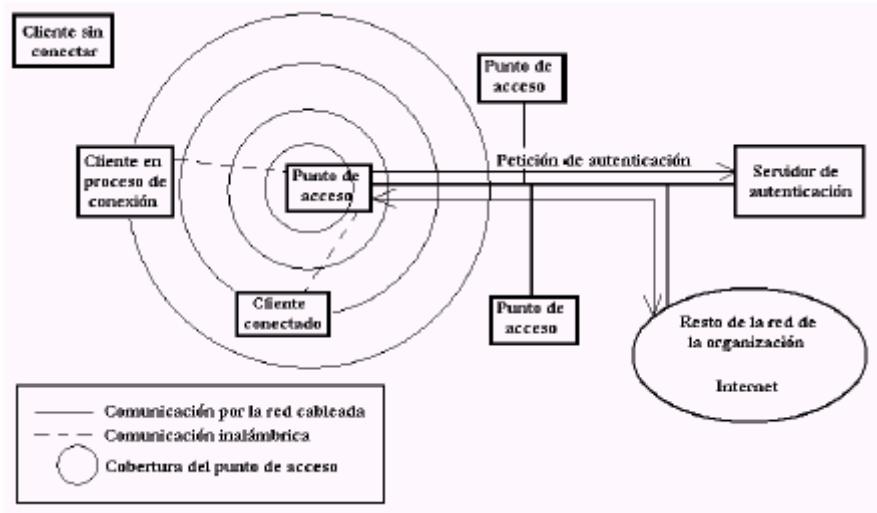 Cliente sin
conectar
Punto de
acceso
Petición de autenticación
Servidor de
autenticación
Cliente en
proceso de
conexión
Punto de
acceso
Cliente
conectado
Punto de
acceso
Resto de la red de
la organización
Internet
Comunicación por la red cableada
Comunicación inalámbrica
Cobertura del punto de acceso